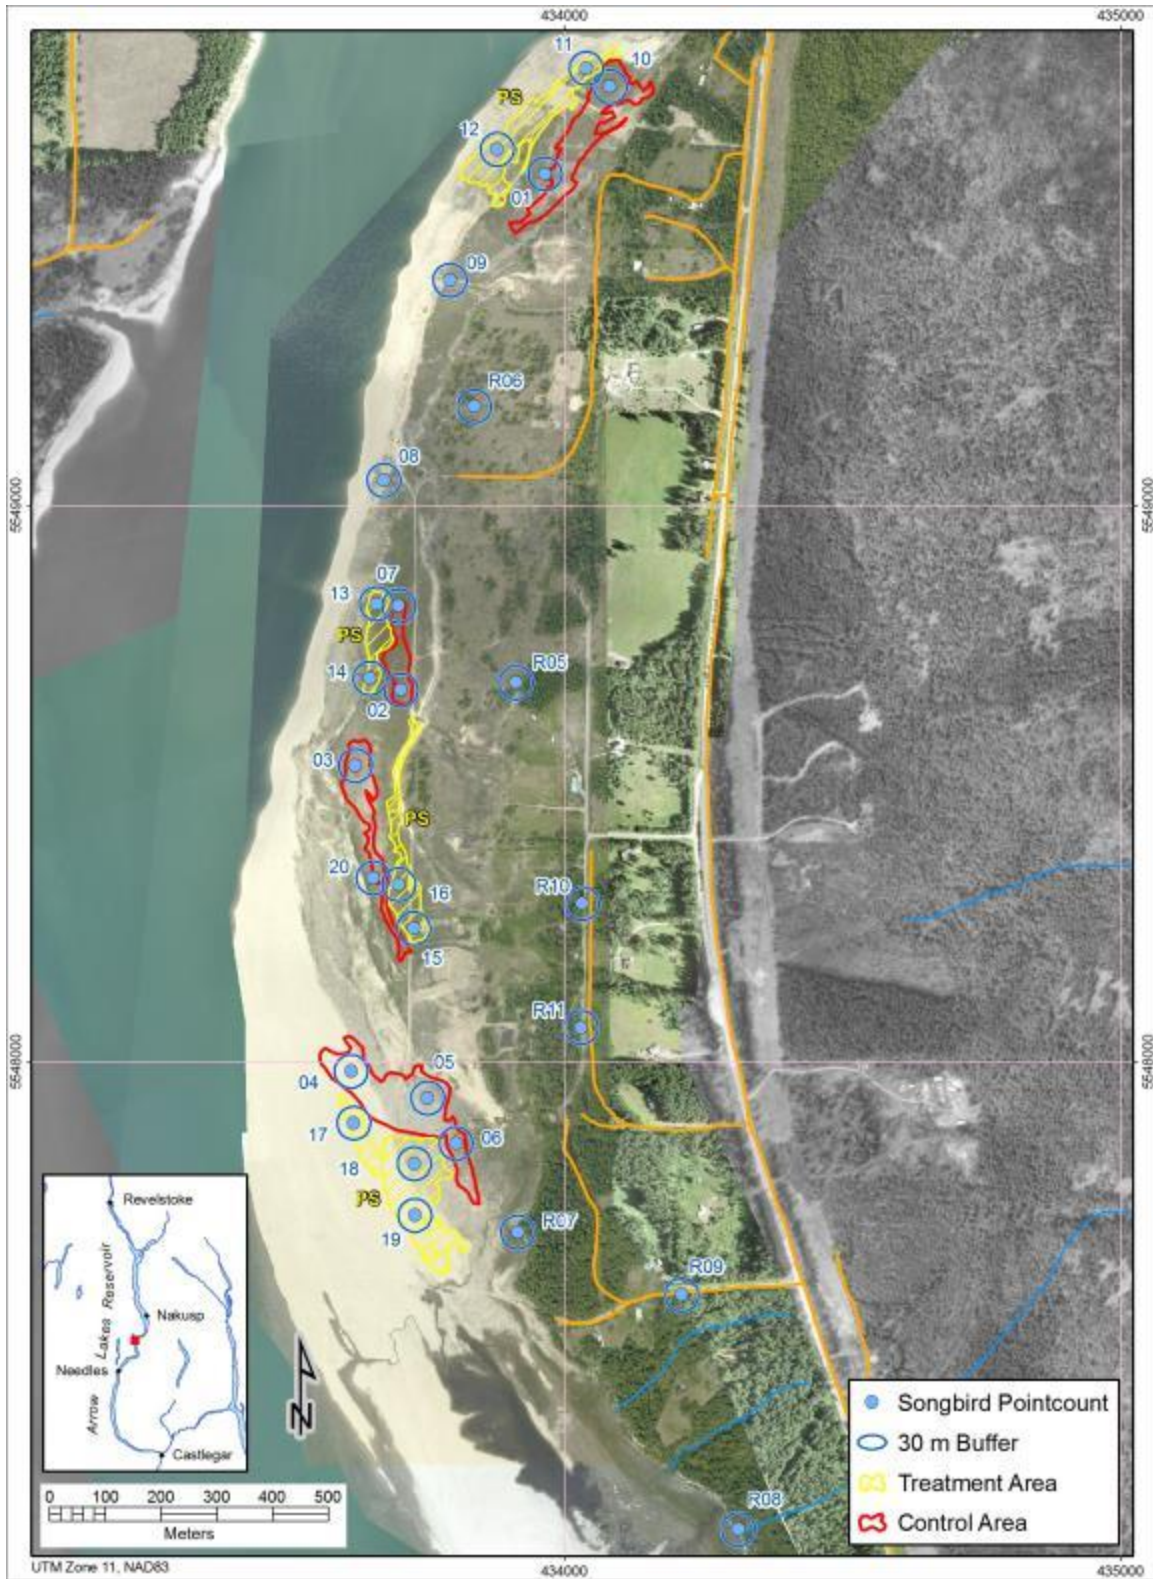 434000
435000
11
10
PS
12
01
09
R06
08
5549000
5549000
07
13
PS
14
02
R05
03
PS
20
16
R10
15
R11
5548000
5548000
05
04
17
06
18
PS
19
R07
R09
R08
Revelstoke
Arrow Lakes Reservoir
Nakusp
Needles
Castlegar
N
0 100 200 300 400 500
Meters
Songbird Pointcount
30 m Buffer
Treatment Area
Control Area
UTM Zone 11, NAD83
434000
435000